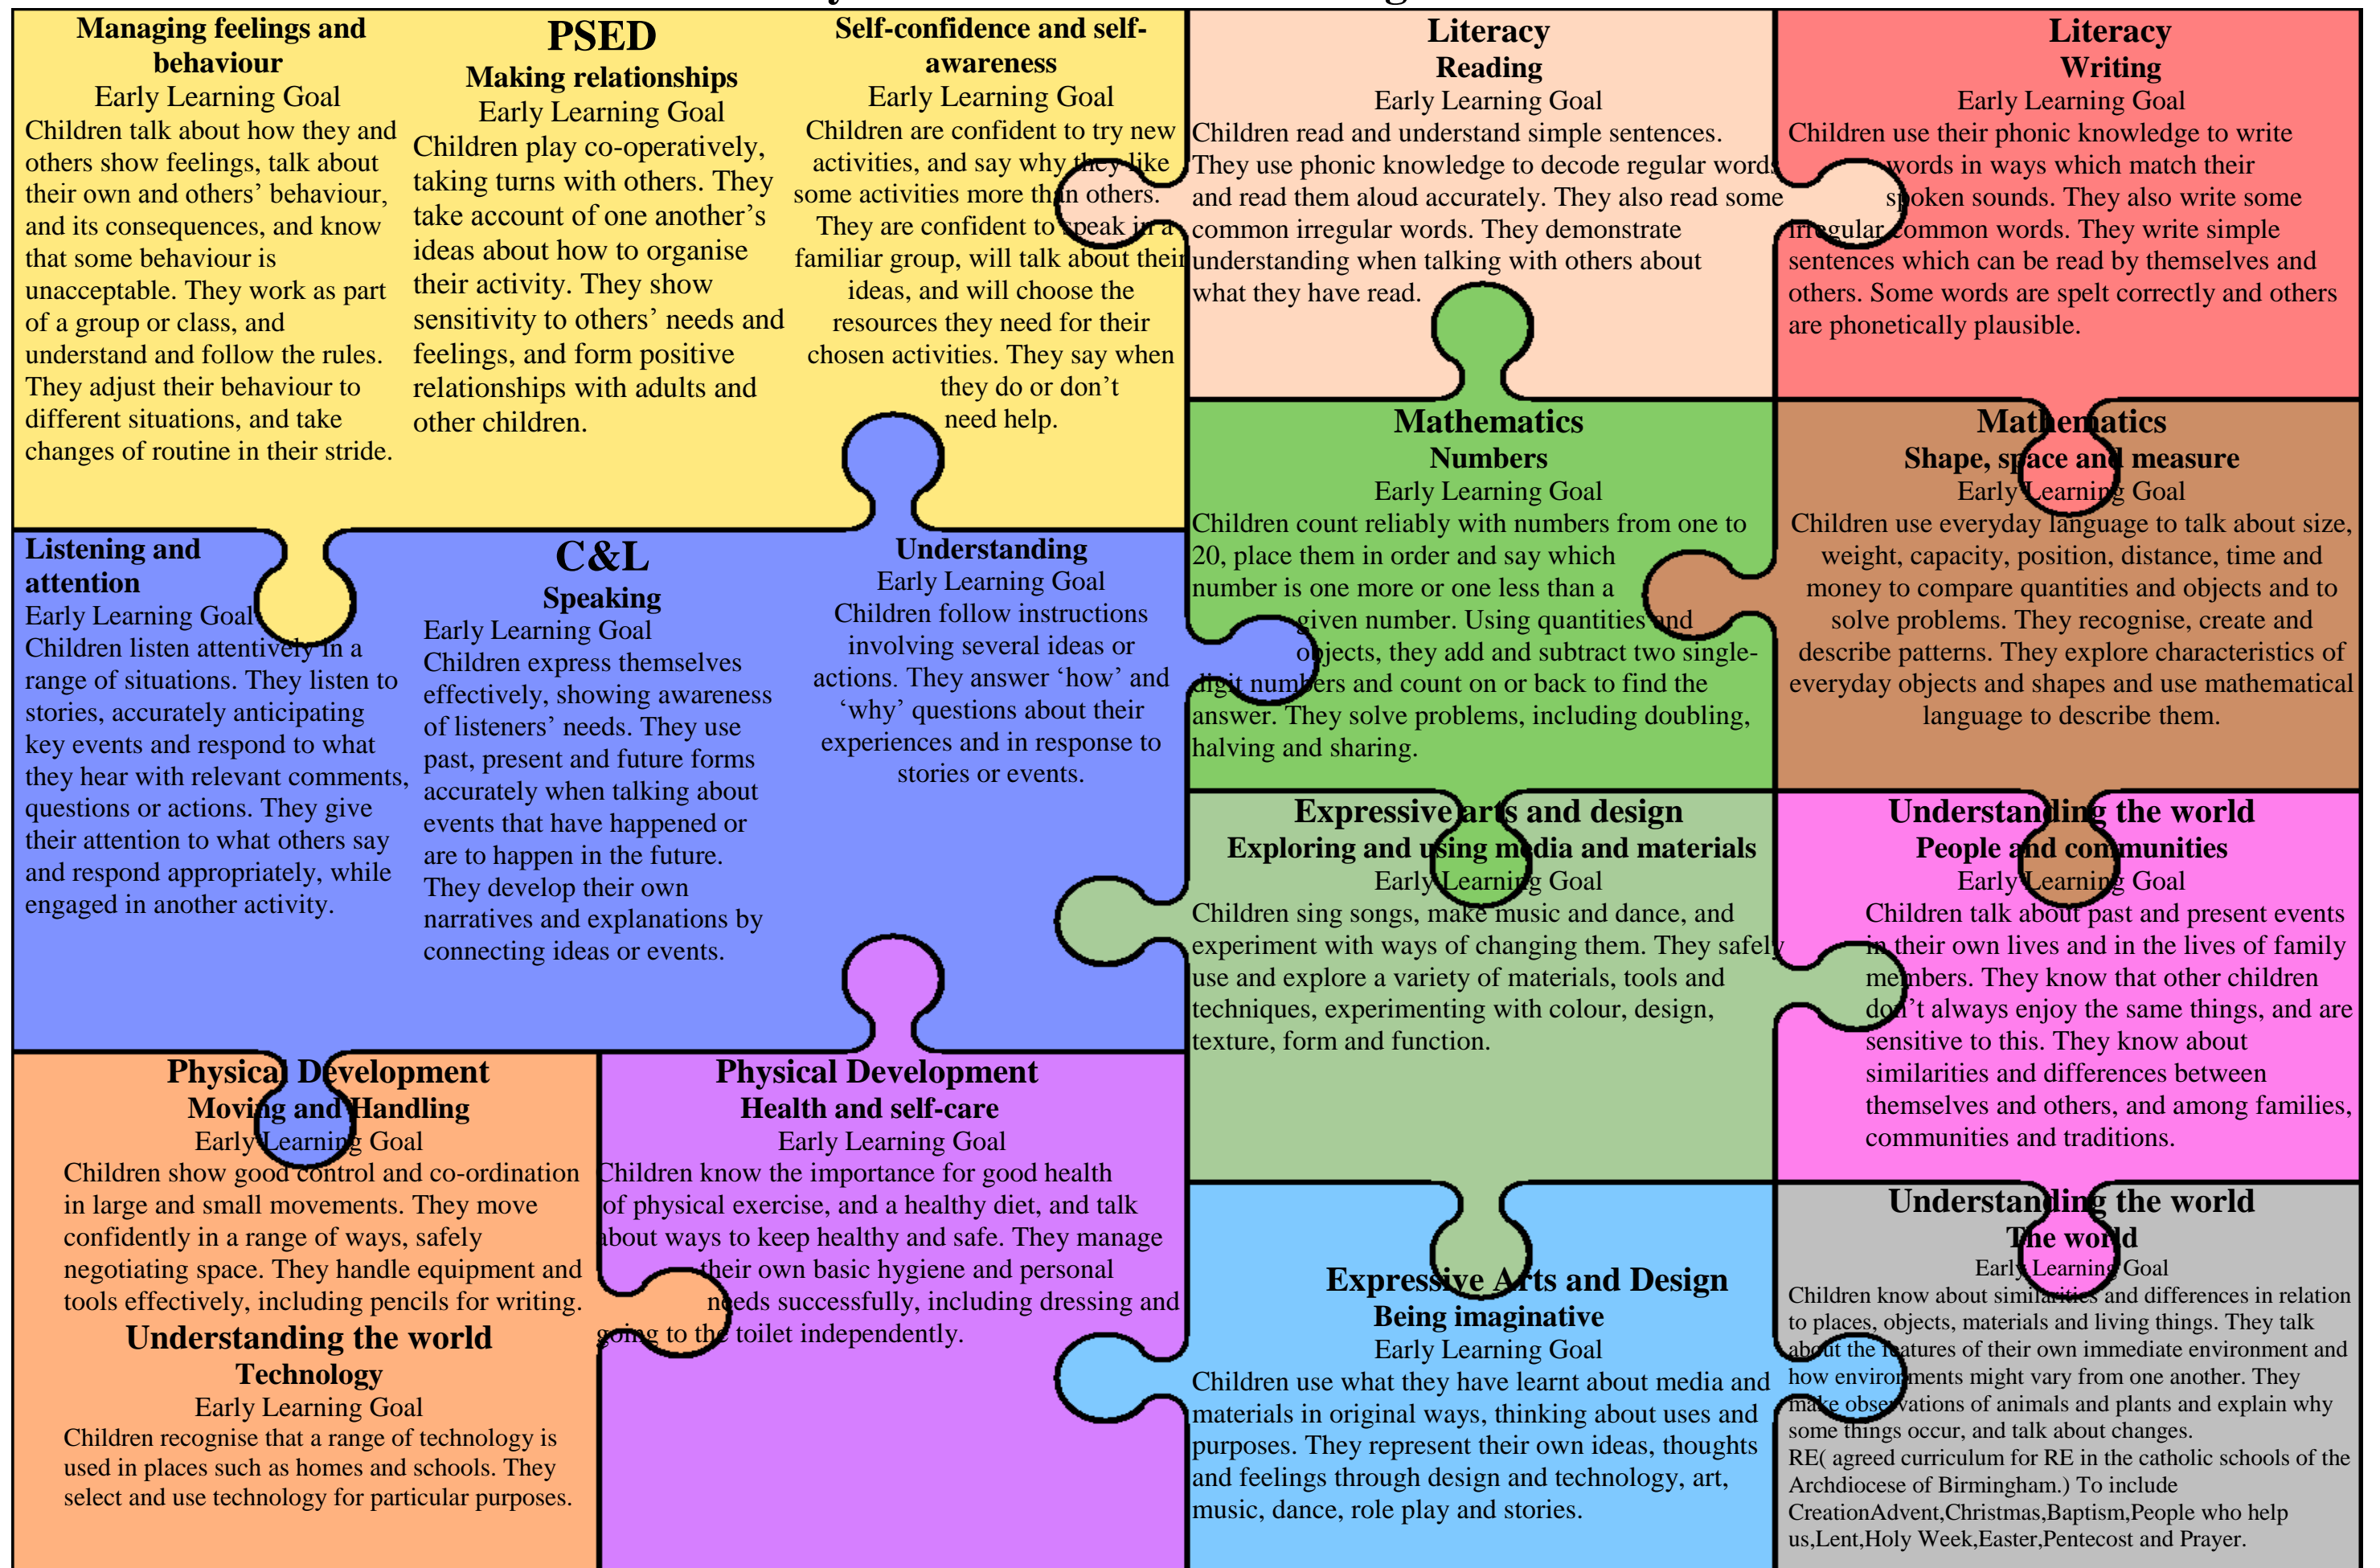 Managing feelings and
behaviour
Early Learning Goal
Children talk about how they and
others show feelings, talk about
their own and others’ behaviour,
and its consequences, and know
that some behaviour is
unacceptable. They work as part
of a group or class, and
understand and follow the rules.
They adjust their behaviour to
different situations, and take
changes of routine in their stride.
PSED
Making relationships
Early Learning Goal
Children play co-operatively,
taking turns with others. They
take account of one another’s
ideas about how to organise
their activity. They show
sensitivity to others’ needs and
feelings, and form positive
relationships with adults and
other children.
Self-confidence and self-
awareness
Early Learning Goal
Children are confident to try new
activities, and say why they like
some activities more than others.
They are confident to speak in a
familiar group, will talk about their
ideas, and will choose the
resources they need for their
chosen activities. They say when
they do or don’t
need help.
Literacy
Reading
Early Learning Goal
Children read and understand simple sentences.
They use phonic knowledge to decode regular words
and read them aloud accurately. They also read some
common irregular words. They demonstrate
understanding when talking with others about
what they have read.
Literacy
Writing
Early Learning Goal
Children use their phonic knowledge to write
words in ways which match their
spoken sounds. They also write some
irregular common words. They write simple
sentences which can be read by themselves and
others. Some words are spelt correctly and others
are phonetically plausible.
Listening and
attention
Early Learning Goal
Children listen attentively in a
range of situations. They listen to
stories, accurately anticipating
key events and respond to what
they hear with relevant comments,
questions or actions. They give
their attention to what others say
and respond appropriately, while
engaged in another activity.
C&L
Speaking
Early Learning Goal
Children express themselves
effectively, showing awareness
of listeners’ needs. They use
past, present and future forms
accurately when talking about
events that have happened or
are to happen in the future.
They develop their own
narratives and explanations by
connecting ideas or events.
Understanding
Early Learning Goal
Children follow instructions
involving several ideas or
actions. They answer ‘how’ and
‘why’ questions about their
experiences and in response to
stories or events.
Mathematics
Numbers
Early Learning Goal
Children count reliably with numbers from one to
20, place them in order and say which
number is one more or one less than a
given number. Using quantities and
objects, they add and subtract two single-
digit numbers and count on or back to find the
answer. They solve problems, including doubling,
halving and sharing.
Mathematics
Shape, space and measure
Early Learning Goal
Children use everyday language to talk about size,
weight, capacity, position, distance, time and
money to compare quantities and objects and to
solve problems. They recognise, create and
describe patterns. They explore characteristics of
everyday objects and shapes and use mathematical
language to describe them.
Expressive arts and design
Exploring and using media and materials
Early Learning Goal
Children sing songs, make music and dance, and
experiment with ways of changing them. They safely
use and explore a variety of materials, tools and
techniques, experimenting with colour, design,
texture, form and function.
Understanding the world
People and communities
Early Learning Goal
Children talk about past and present events
in their own lives and in the lives of family
members. They know that other children
don’t always enjoy the same things, and are
sensitive to this. They know about
similarities and differences between
themselves and others, and among families,
communities and traditions.
Physical Development
Moving and Handling
Early Learning Goal
Children show good control and co-ordination
in large and small movements. They move
confidently in a range of ways, safely
negotiating space. They handle equipment and
tools effectively, including pencils for writing.
Understanding the world
Technology
Early Learning Goal
Children recognise that a range of technology is
used in places such as homes and schools. They
select and use technology for particular purposes.
Physical Development
Health and self-care
Early Learning Goal
Children know the importance for good health
of physical exercise, and a healthy diet, and talk
about ways to keep healthy and safe. They manage
their own basic hygiene and personal
needs successfully, including dressing and
going to the toilet independently.
Expressive Arts and Design
Being imaginative
Early Learning Goal
Children use what they have learnt about media and
materials in original ways, thinking about uses and
purposes. They represent their own ideas, thoughts
and feelings through design and technology, art,
music, dance, role play and stories.
Understanding the world
The world
Early Learning Goal
Children know about similarities and differences in relation
to places, objects, materials and living things. They talk
about the features of their own immediate environment and
how environments might vary from one another. They
make observations of animals and plants and explain why
some things occur, and talk about changes.
RE( agreed curriculum for RE in the catholic schools of the
Archdiocese of Birmingham.) To include
CreationAdvent,Christmas,Baptism,People who help
us,Lent,Holy Week,Easter,Pentecost and Prayer.